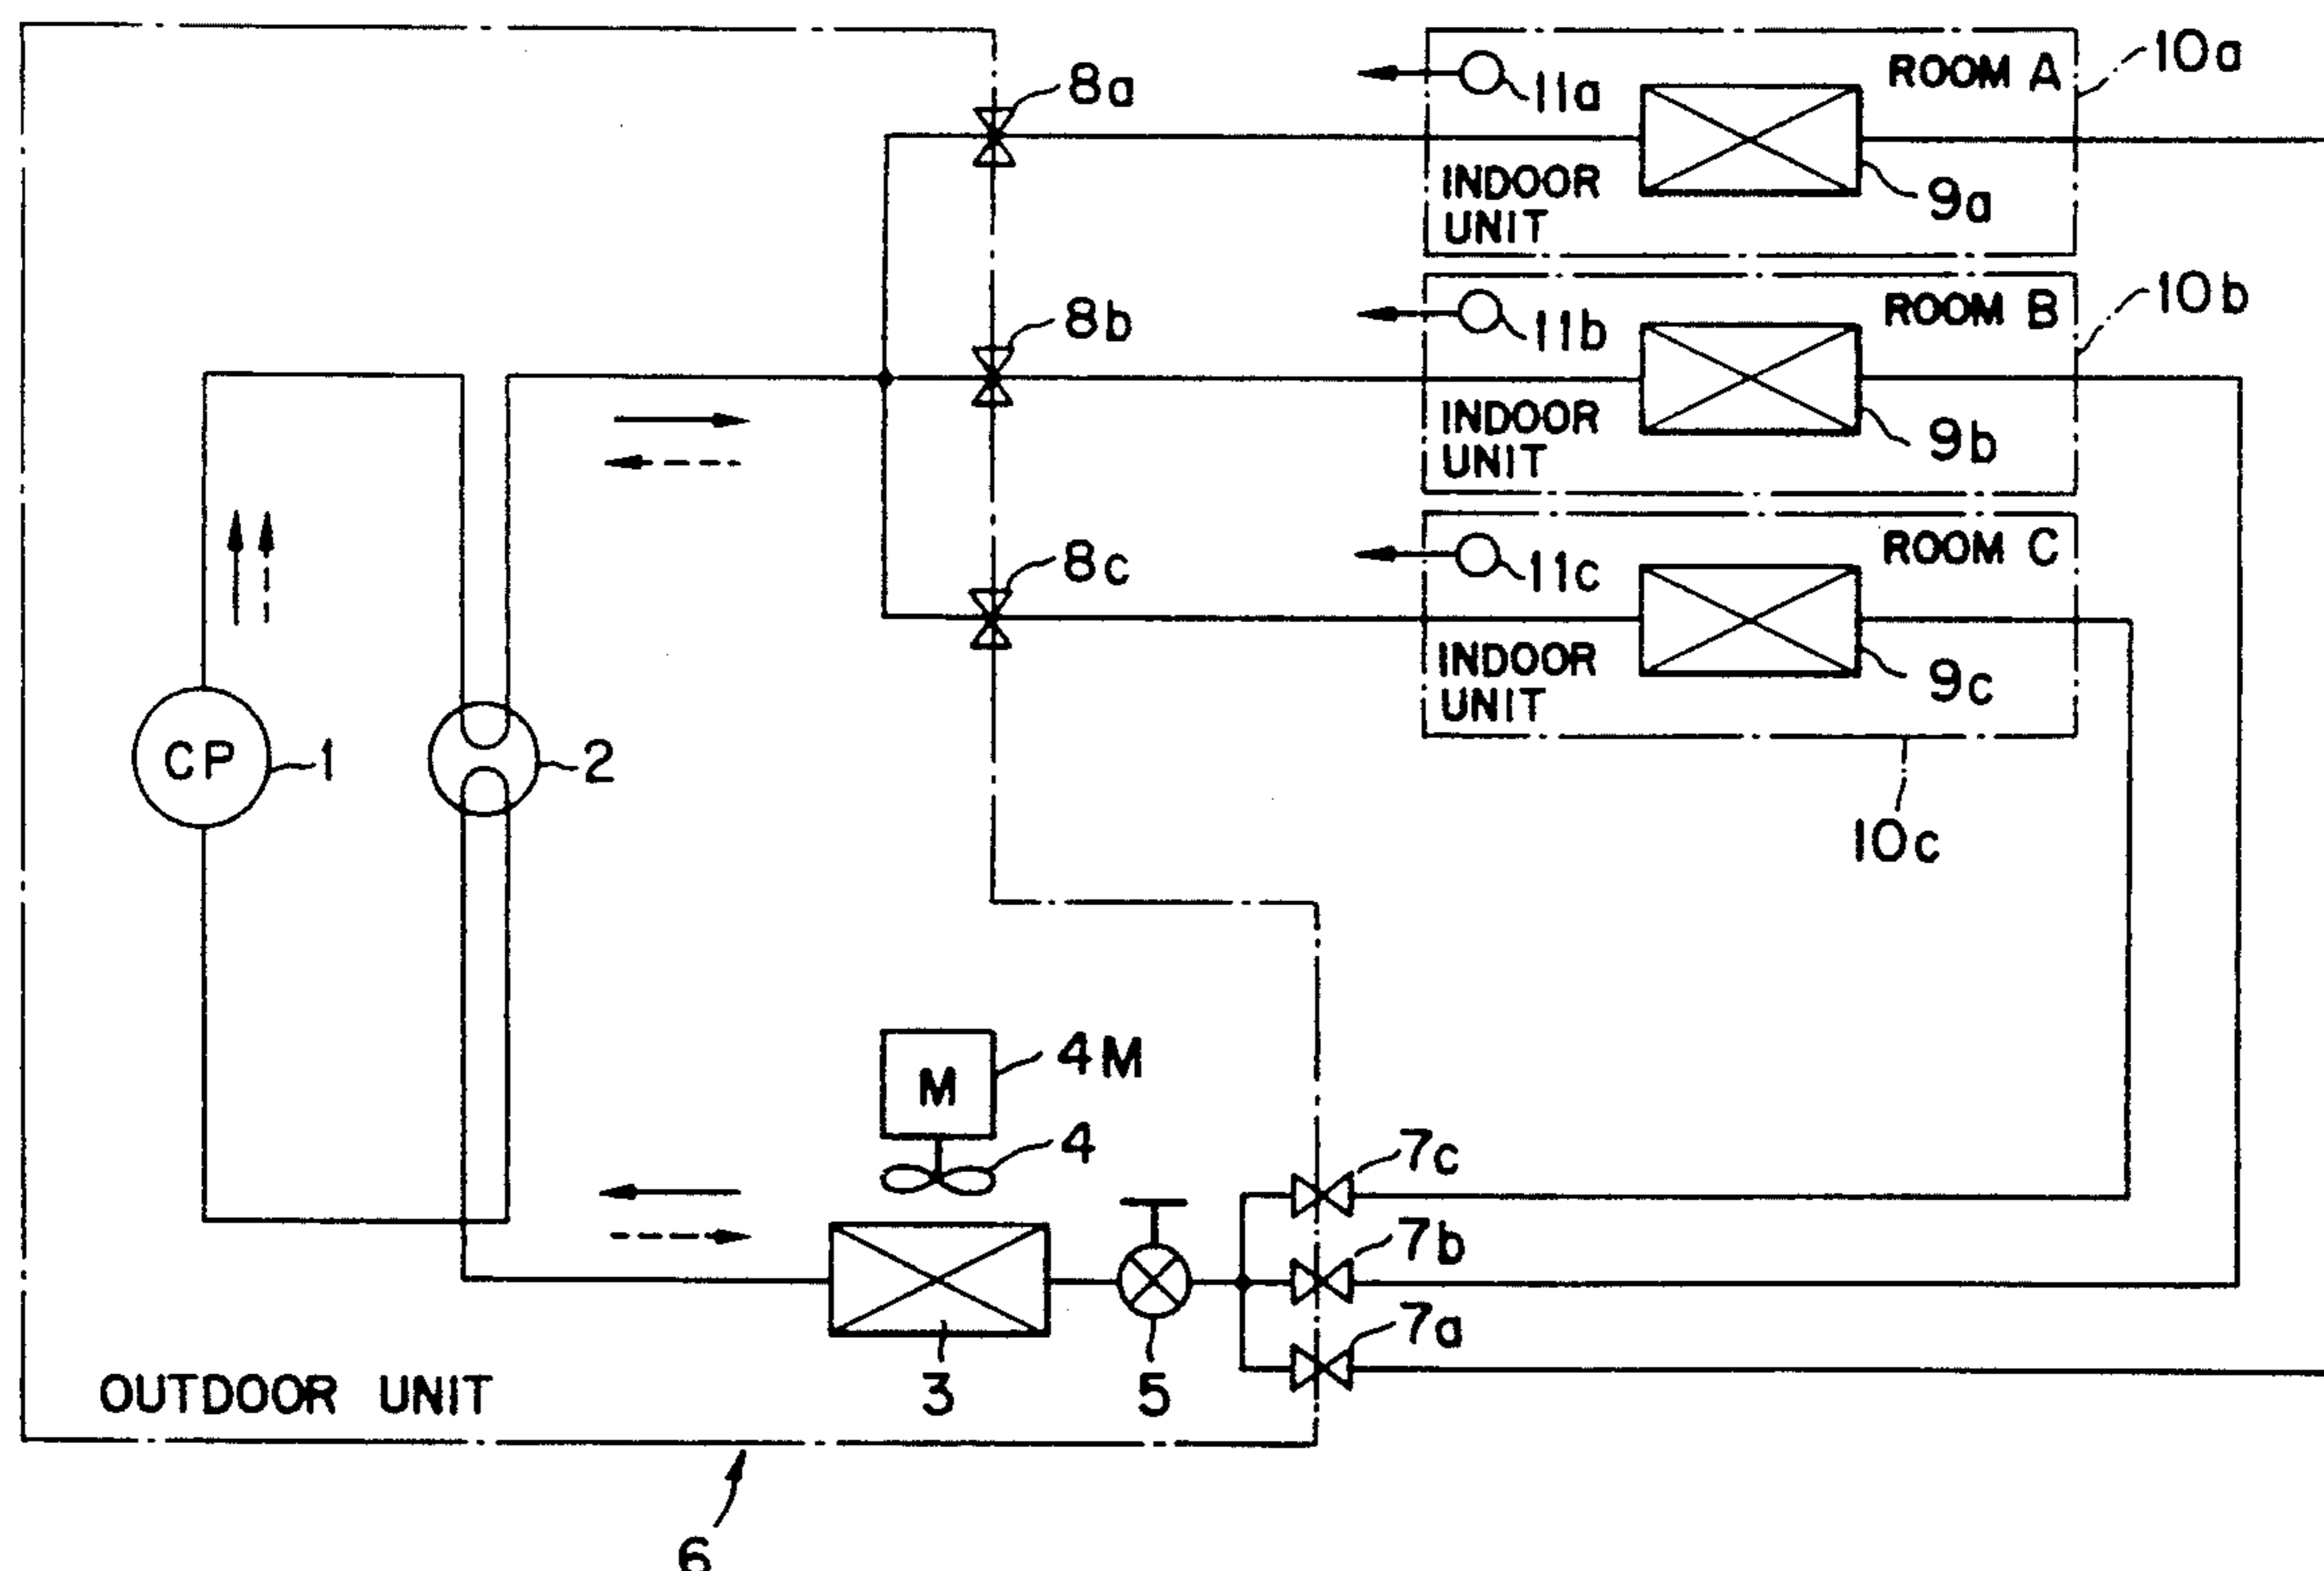 ROOM A
10a
8a
11a
INDOOR
UNIT
9a
ROOM B
10b
8b
11b
INDOOR
UNIT
9b
ROOM C
8c
11c
INDOOR
UNIT
9c
CP
1
2
10c
M
4M
4
7c
7b
7a
3
5
OUTDOOR UNIT
6